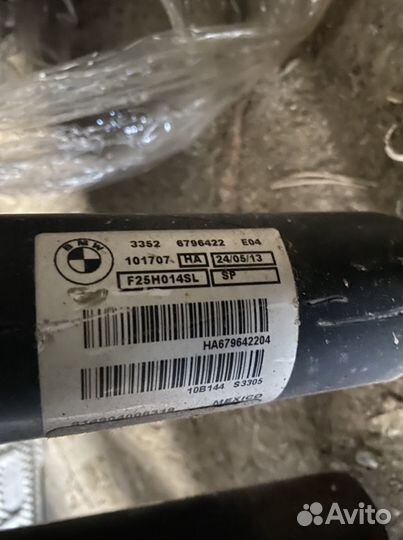 BMW
3352 6796422 E04
101707 HA 24/05/13
F25H014SL SP
HA679642204
10B144 S3305
MEXICO
Avito